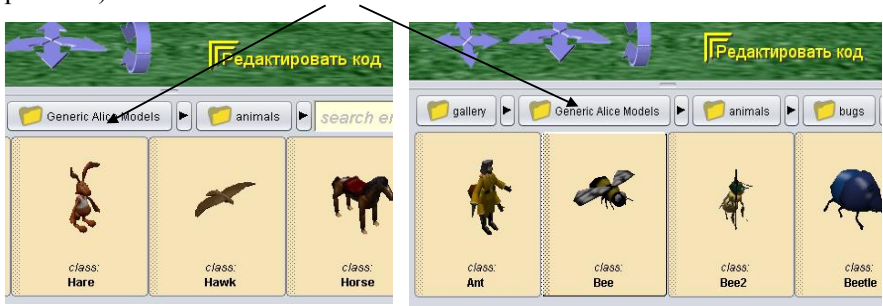 Редактировать код
Generic Alice Models
animals
search en
class:
Hare
class:
Hawk
class:
Horse
Редактировать код
gallery
Generic Alice Models
animals
bugs
class:
Ant
class:
Bee
class:
Bee2
class:
Beetle